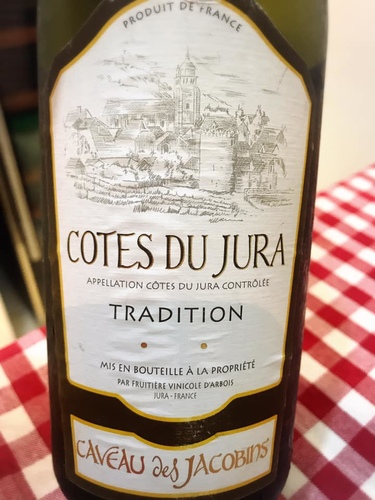 PRODUIT DE FRANCE
COTES DU JURA
APPELLATION CÔTES DU JURA CONTRÔLÉE
TRADITION
MIS EN BOUTEILLE À LA PROPRIÉTÉ
PAR FRUITIÈRE VINICOLE D'ARBOIS
JURA - FRANCE
CAVEAU des JACOBINS